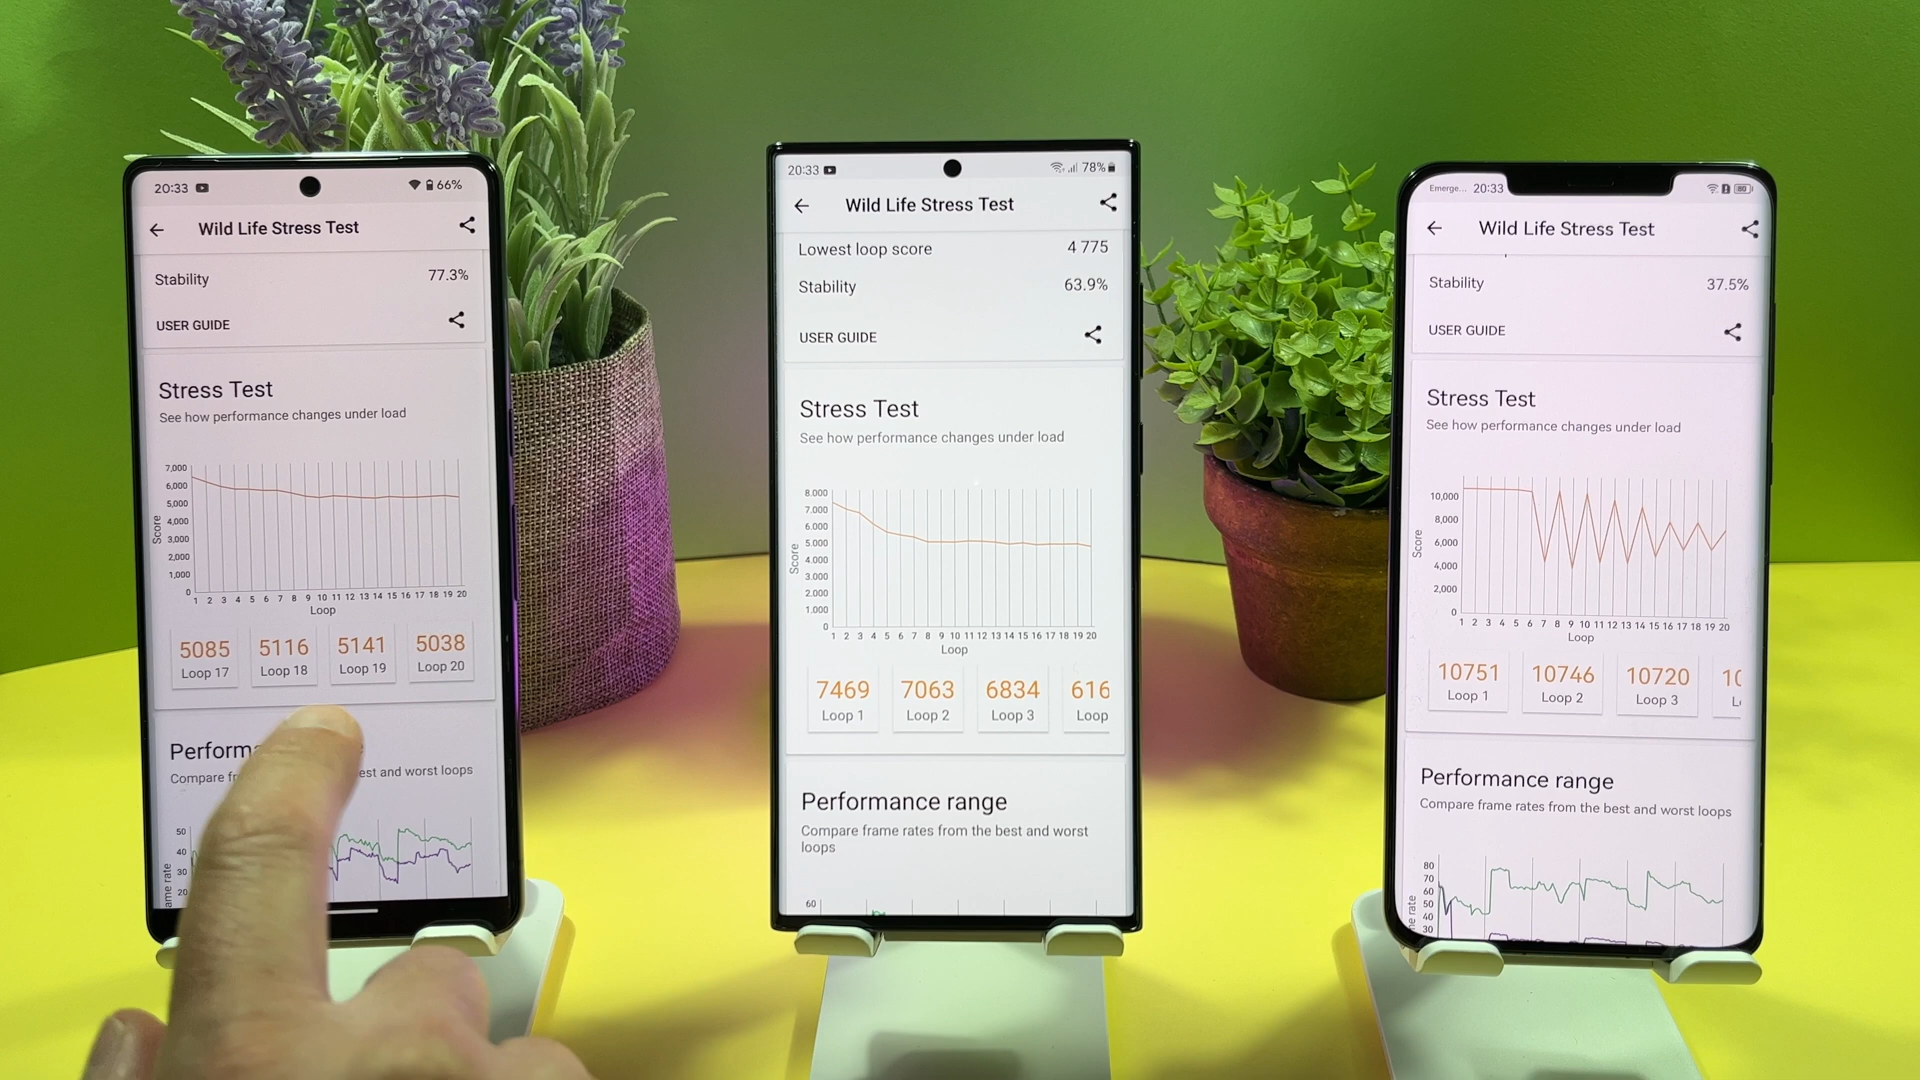 20:33
66%
Wild Life Stress Test
Stability 77.3%
USER GUIDE
Stress Test
See how performance changes under load
7,000
6,000
5,000
4,000
3,000
2,000
1,000
0
Score
1 2 3 4 5 6 7 8 9 10 11 12 13 14 15 16 17 18 19 20
Loop
5085 5116 5141 5038
Loop 17 Loop 18 Loop 19 Loop 20
Perform
Compare fr est and worst loops
50
40
30
20
ame rate
20:33
78%
Wild Life Stress Test
Lowest loop score 4 775
Stability 63.9%
USER GUIDE
Stress Test
See how performance changes under load
8.000
7.000
6.000
5.000
4.000
3.000
2.000
1.000
0
Score
1 2 3 4 5 6 7 8 9 10 11 12 13 14 15 16 17 18 19 20
Loop
7469 7063 6834 616
Loop 1 Loop 2 Loop 3 Loop
Performance range
Compare frame rates from the best and worst
loops
60
Emerge... 20:33
80
Wild Life Stress Test
Stability 37.5%
USER GUIDE
Stress Test
See how performance changes under load
10,000
8,000
6,000
4,000
2,000
0
Score
1 2 3 4 5 6 7 8 9 10 11 12 13 14 15 16 17 18 19 20
Loop
10751 10746 10720
Loop 1 Loop 2 Loop 3
Performance range
Compare frame rates from the best and worst loops
80
70
60
50
40
30
ne rate